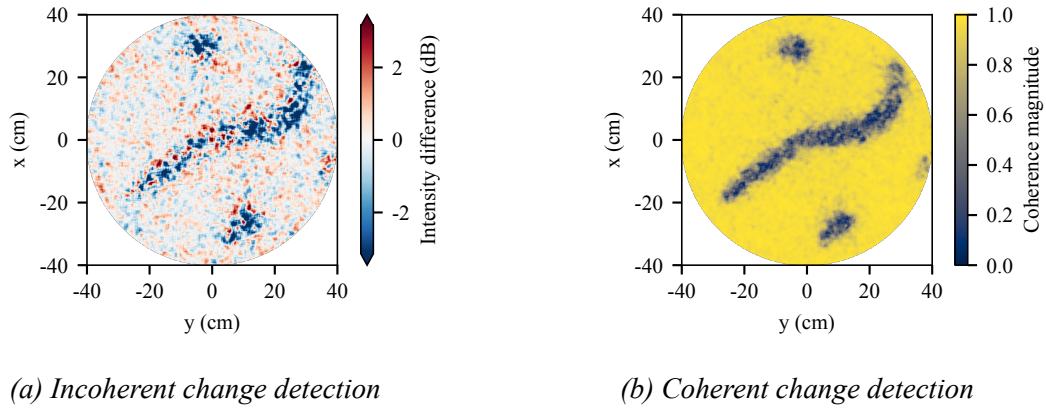 40
20
0
-20
-40
x (cm)
-40 -20 0 20 40
y (cm)
2
0
-2
Intensity difference (dB)
(a) Incoherent change detection
40
20
0
-20
-40
x (cm)
-40 -20 0 20 40
y (cm)
1.0
0.8
0.6
0.4
0.2
0.0
Coherence magnitude
(b) Coherent change detection